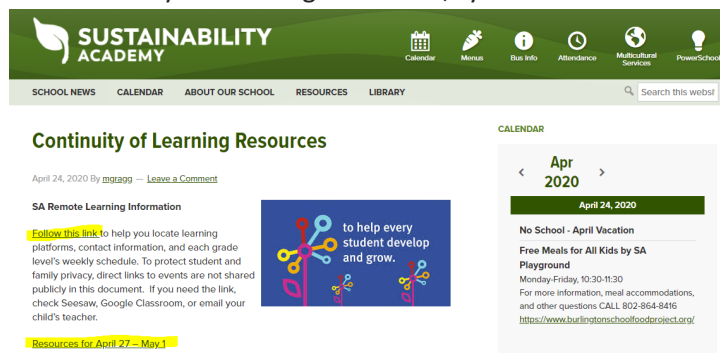 SUSTAINABILITY
ACADEMY
Calendar
Menus
Bus Info
Attendance
Multicultural
Services
PowerSchool
SCHOOL NEWS CALENDAR ABOUT OUR SCHOOL RESOURCES LIBRARY
Search this websit
Continuity of Learning Resources
April 24, 2020 By mgragg — Leave a Comment
SA Remote Learning Information
Follow this link to help you locate learning
platforms, contact information, and each grade
level's weekly schedule. To protect student and
family privacy, direct links to events are not shared
publicly in this document. If you need the link,
check Seesaw, Google Classroom, or email your
child's teacher.
Resources for April 27 – May 1
to help every
student develop
and grow.
CALENDAR
‹ Apr ›
2020
April 24, 2020
No School - April Vacation
Free Meals for All Kids by SA
Playground
Monday-Friday, 10:30-11:30
For more information, meal accommodations,
and other questions CALL 802-864-8416
https://www.burlingtonschoolfoodproject.org/